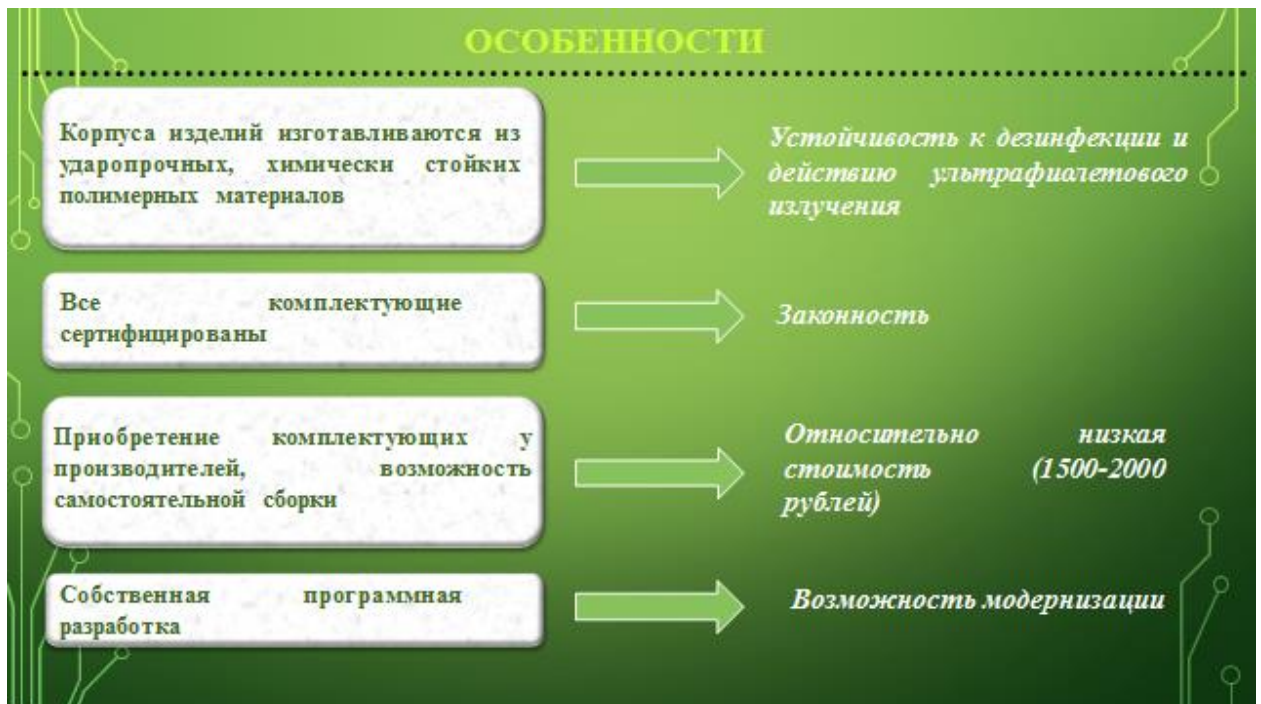 ОСОБЕННОСТИ
Корпуса изделий изготавливаются из
ударопрочных, химически стойких
полимерных материалов
Устойчивость к дезинфекции и
действию ультрафиолетового
излучения
Все комплектующие
сертифицированы
Законность
Приобретение комплектующих у
производителей, возможность
самостоятельной сборки
Относительно низкая
стоимость (1500-2000
рублей)
Собственная программная
разработка
Возможность модернизации